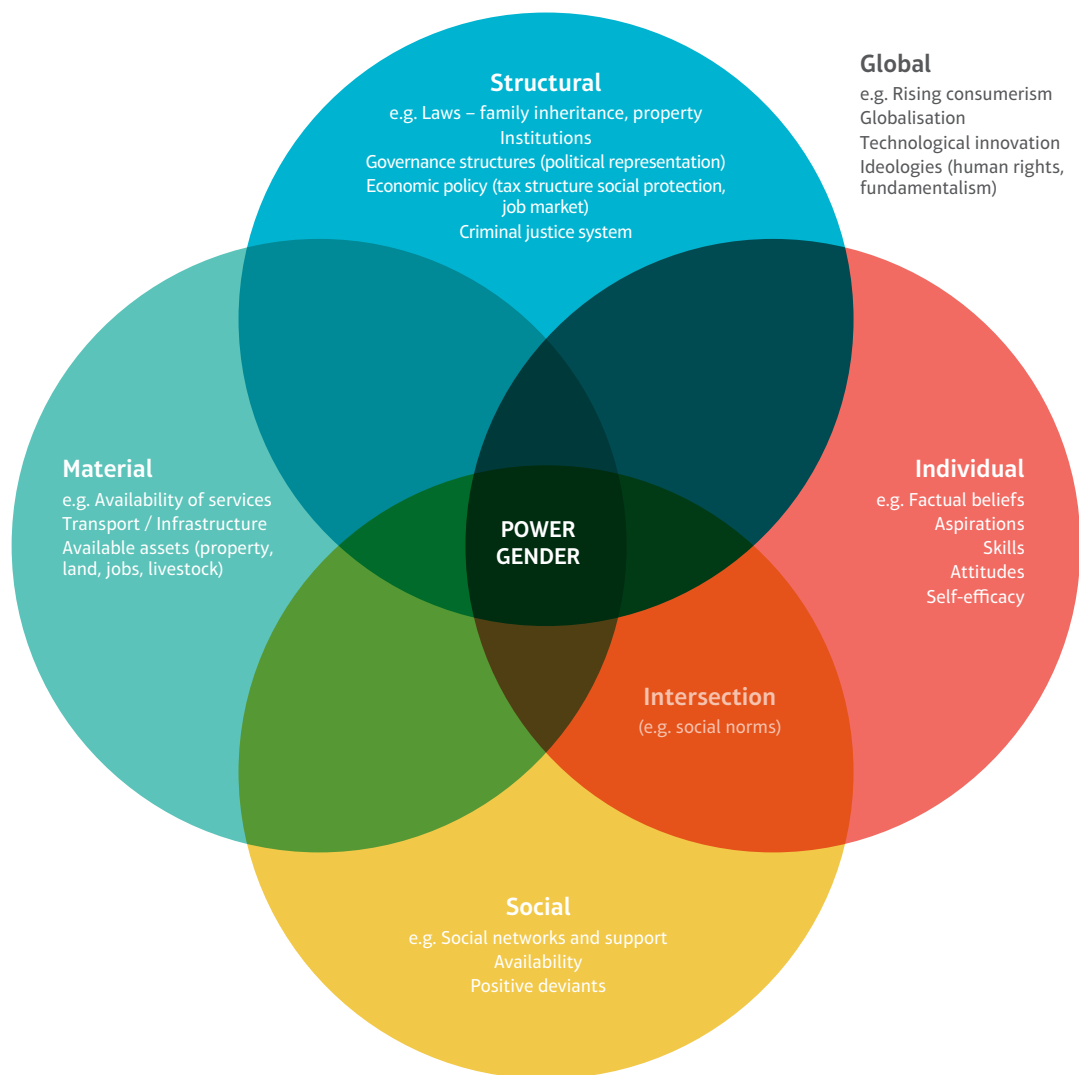 Structural
e.g. Laws – family inheritance, property
Institutions
Governance structures (political representation)
Economic policy (tax structure social protection,
job market)
Criminal justice system
Global
e.g. Rising consumerism
Globalisation
Technological innovation
Ideologies (human rights,
fundamentalism)
Material
e.g. Availability of services
Transport / Infrastructure
Available assets (property,
land, jobs, livestock)
POWER
GENDER
Individual
e.g. Factual beliefs
Aspirations
Skills
Attitudes
Self-efficacy
Intersection
(e.g. social norms)
Social
e.g. Social networks and support
Availability
Positive deviants